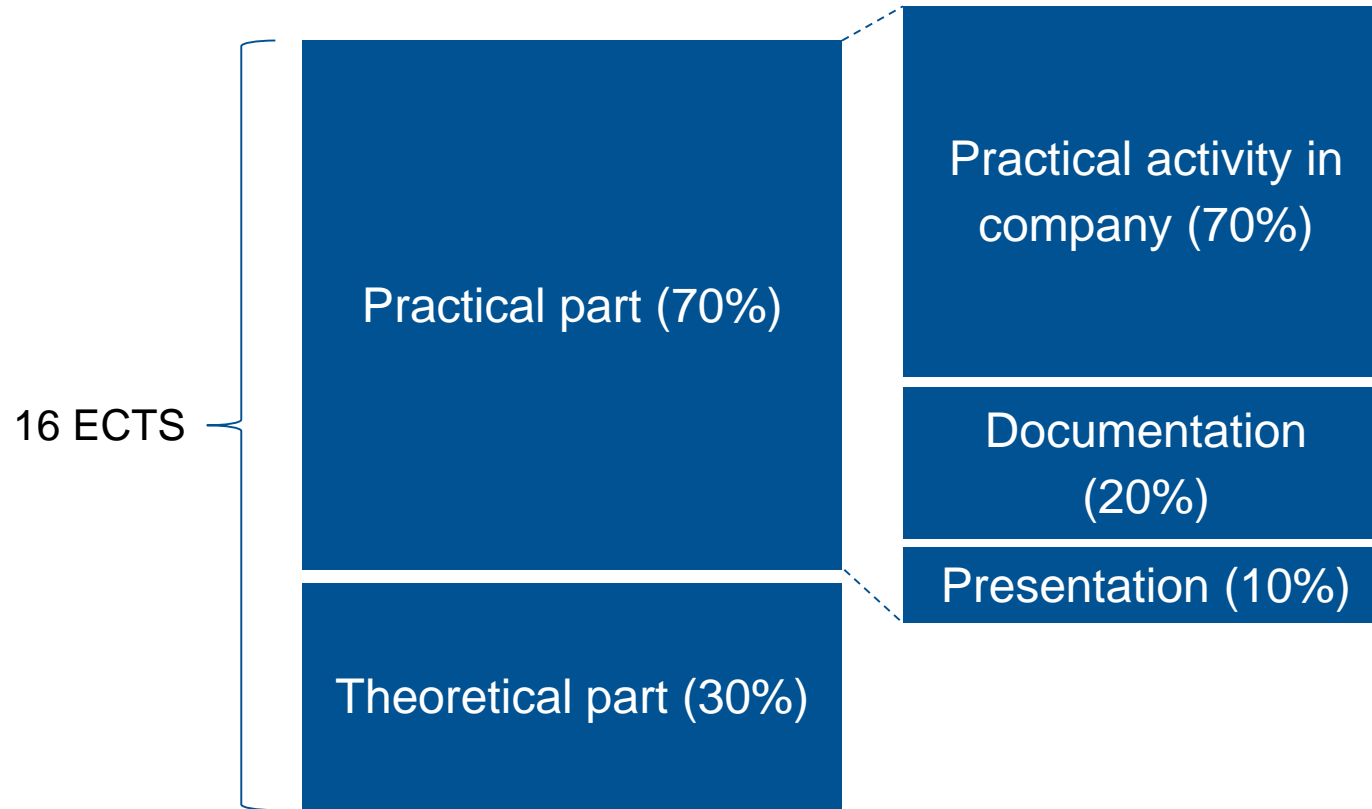 16 ECTS
Practical part (70%)
Theoretical part (30%)
Practical activity in
company (70%)
Documentation
(20%)
Presentation (10%)